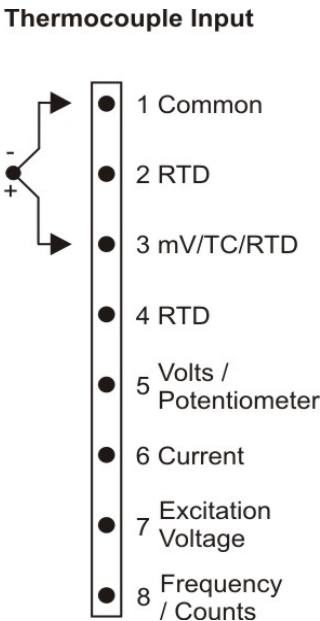 Thermocouple Input
1 Common
-
2 RTD
+
3 mV/TC/RTD
4 RTD
5 Volts /
Potentiometer
6 Current
7 Excitation
Voltage
8 Frequency
/ Counts